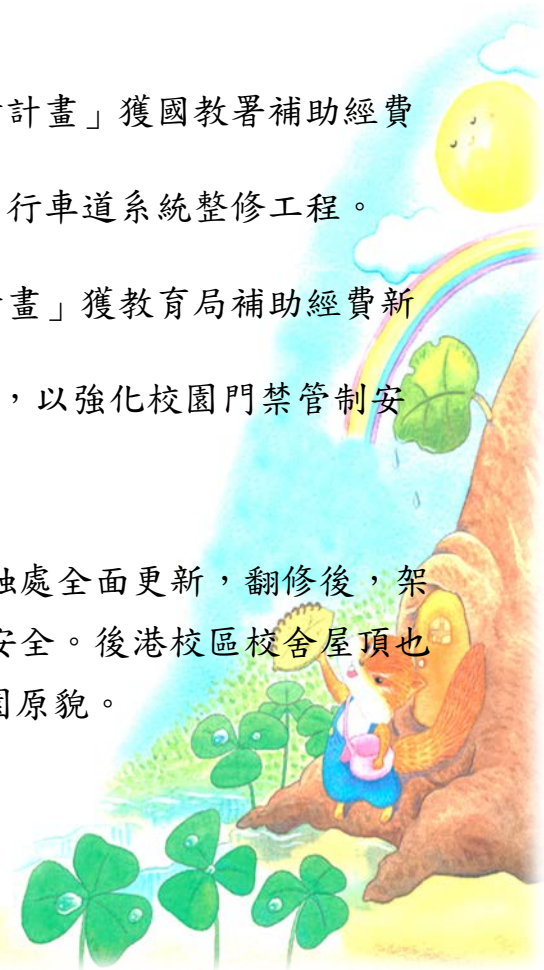 計畫」獲國教署補助經費
行車道系統整修工程。
畫」獲教育局補助經費新
,以強化校園門禁管制安
處全面更新,翻修後,架
安全。後港校區校舍屋頂也
原貌。